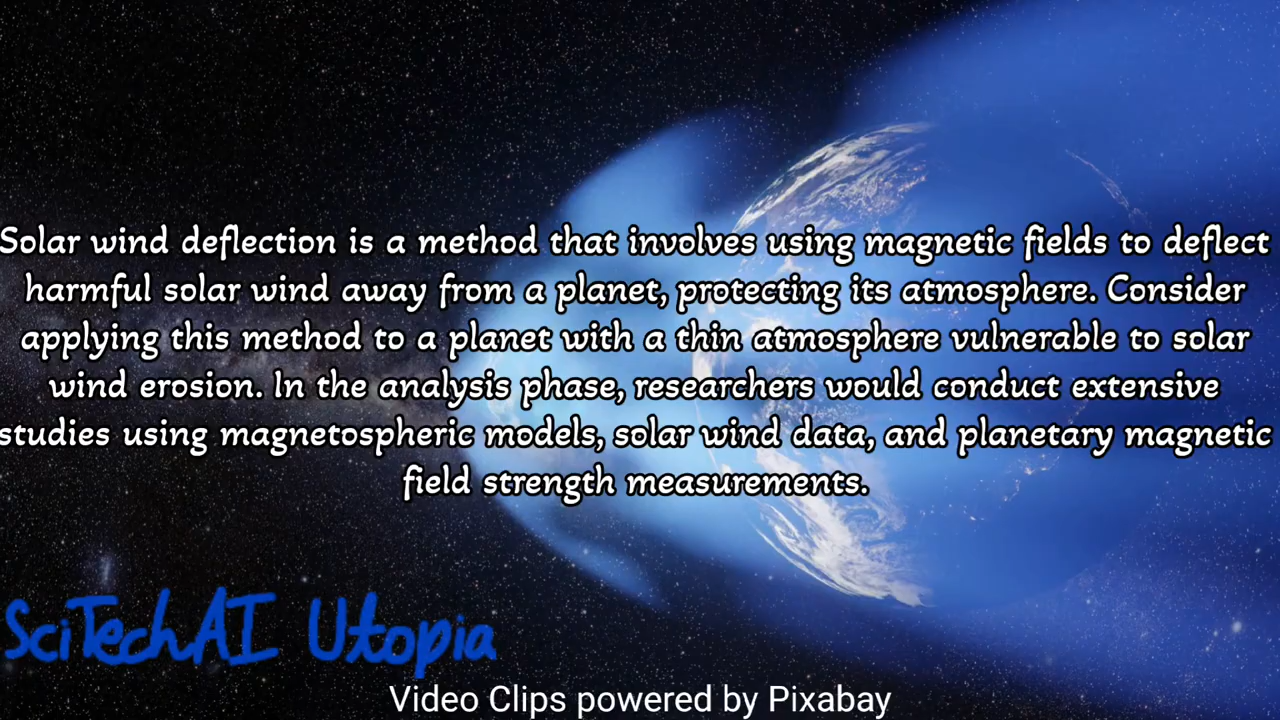 Solar wind deflection is a method that involves using magnetic fields to deflect
harmful solar wind away from a planet, protecting its atmosphere. Consider
applying this method to a planet with a thin atmosphere vulnerable to solar
wind erosion. In the analysis phase, researchers would conduct extensive
studies using magnetospheric models, solar wind data, and planetary magnetic
field strength measurements.
SciTechAI Utopia
Video Clips powered by Pixabay